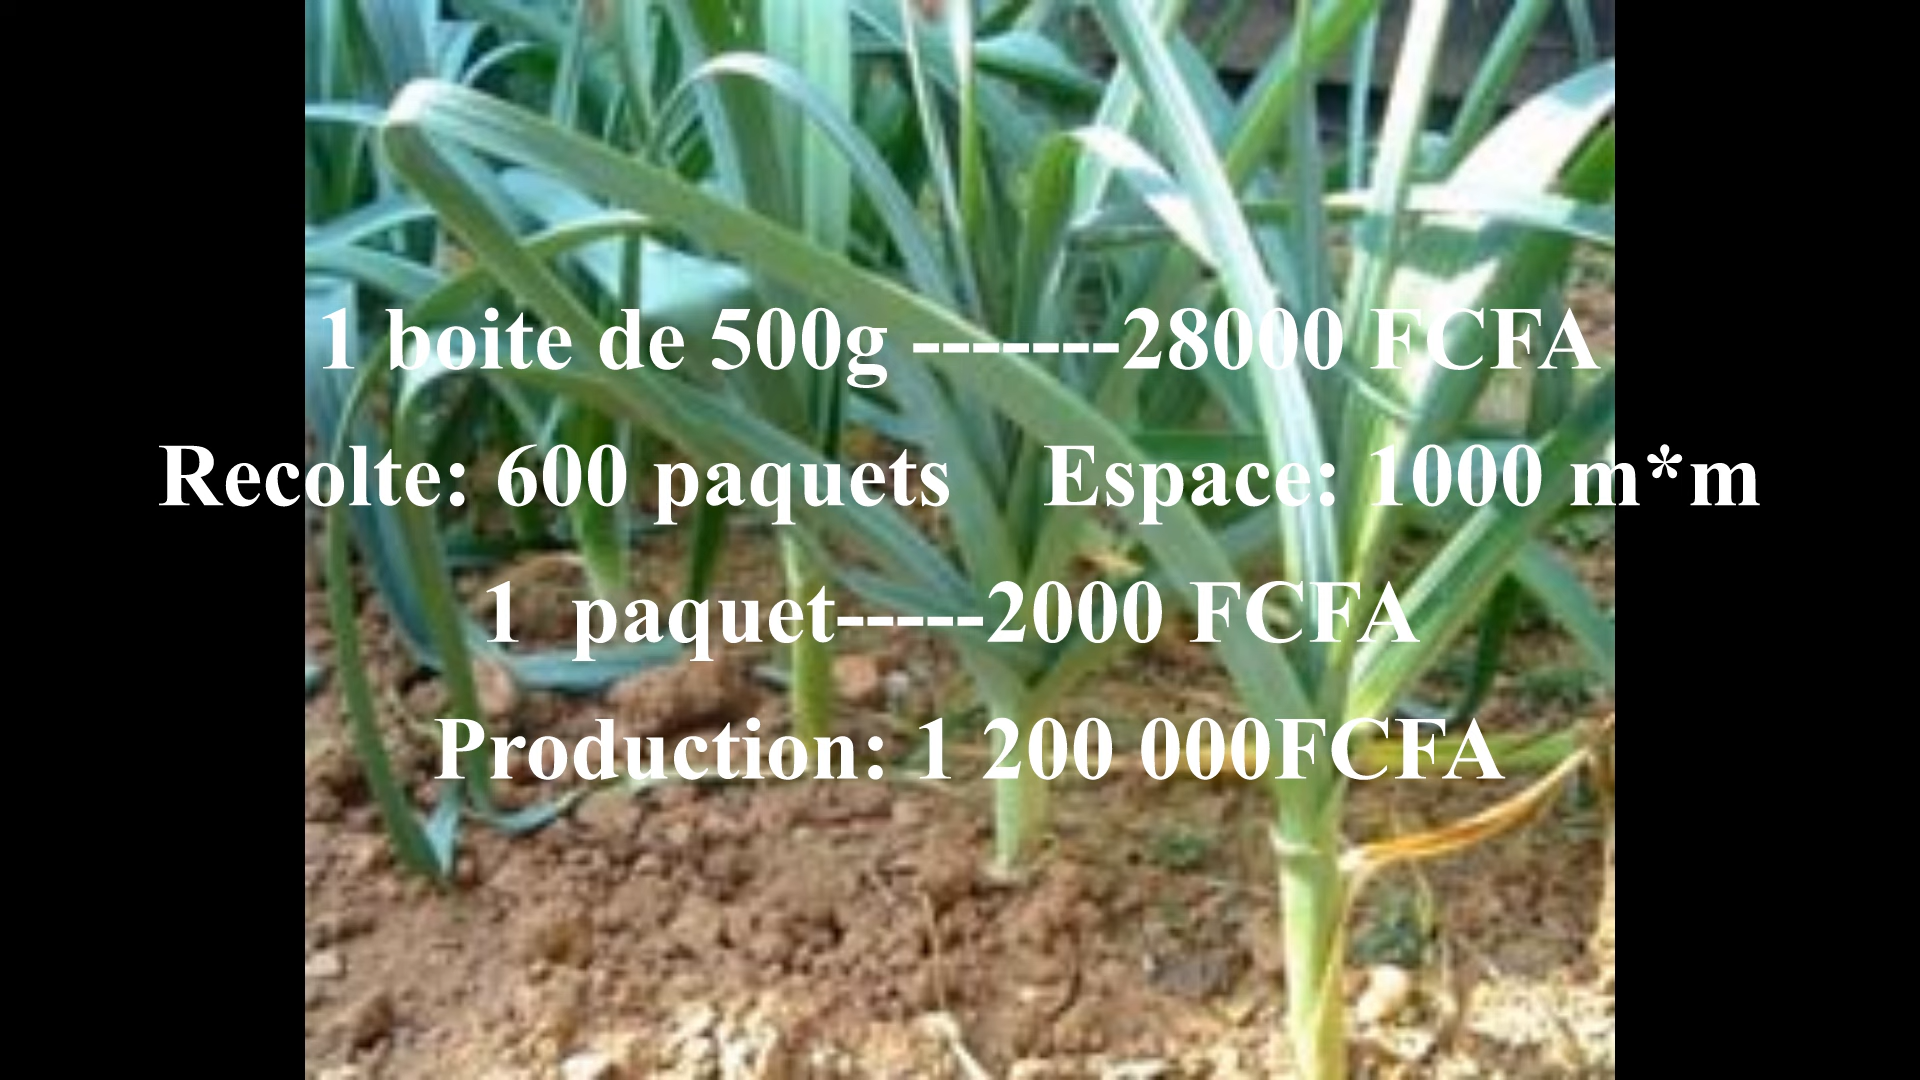 1 boite de 500g -------28000 FCFA
Recolte: 600 paquets    Espace: 1000 m*m
1  paquet-----2000 FCFA
Production: 1 200 000FCFA